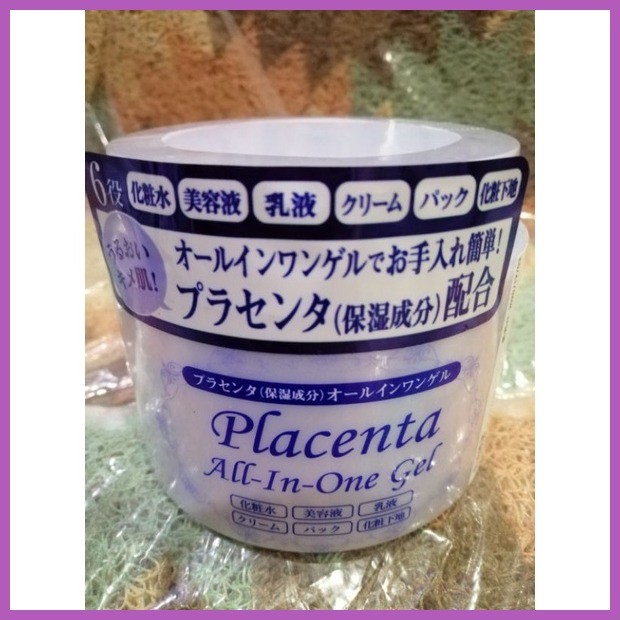 6役 化粧水 美容液 乳液 クリーム パック 化粧下地
うるおい
キメ肌!
オールインワンゲルでお手入れ簡単!
プラセンタ(保湿成分)配合
プラセンタ(保湿成分)オールインワンゲル
Placenta
All-In-One Gel
化粧水 美容液 乳液
クリーム パック 化粧下地